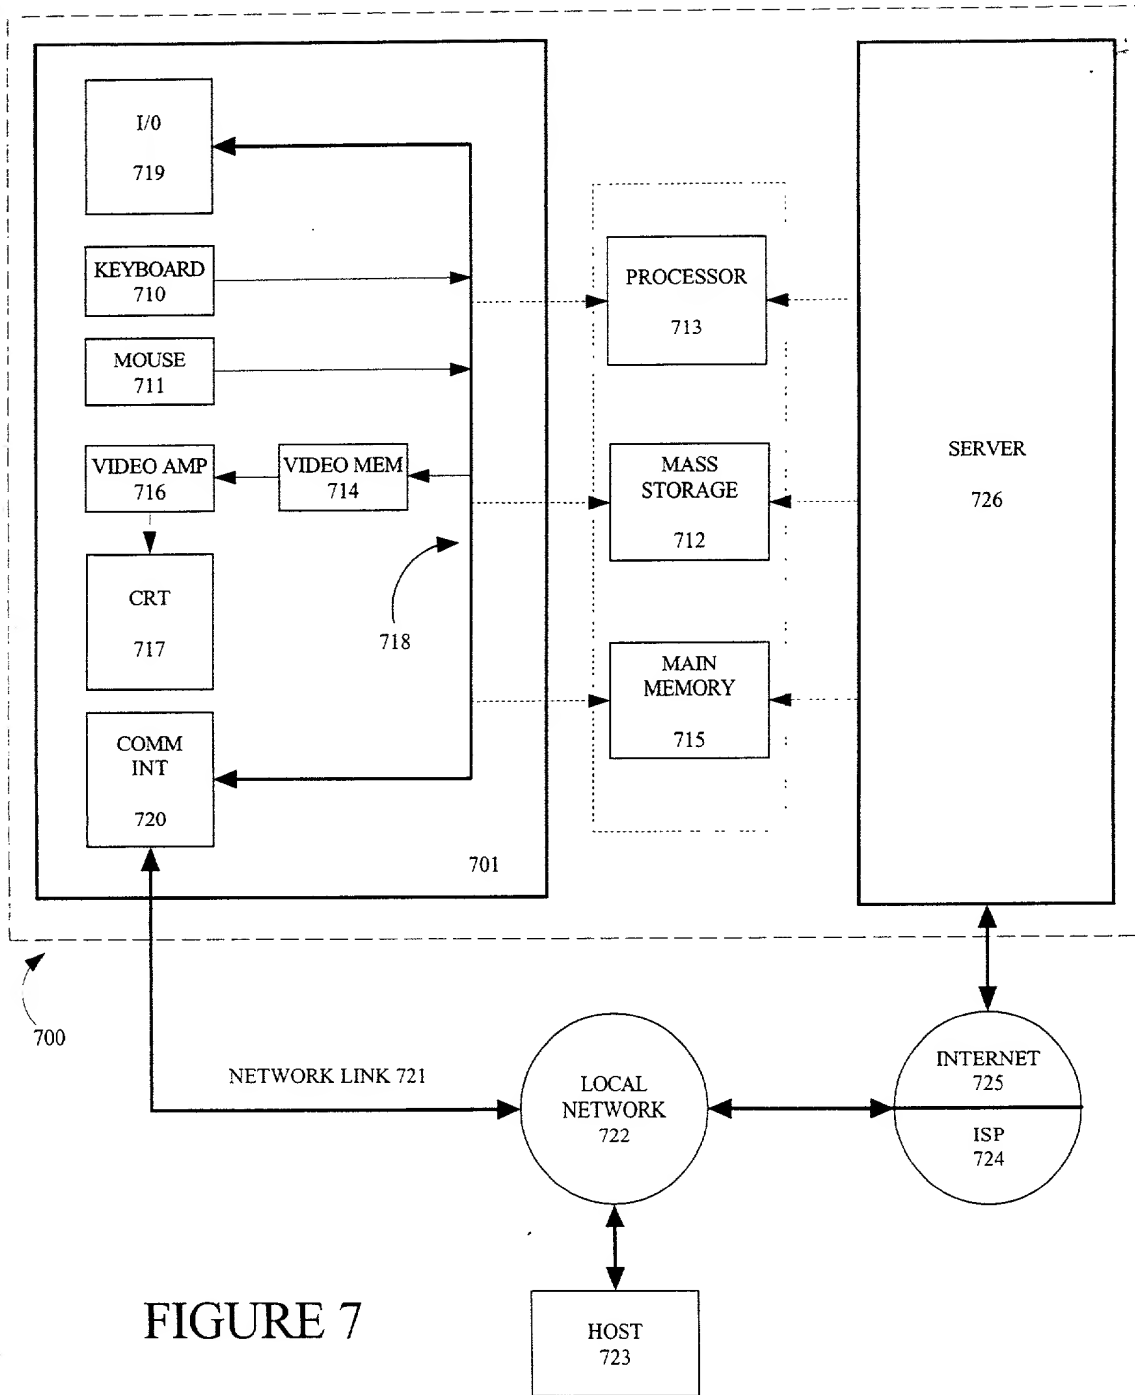 I/0
719
KEYBOARD
710
MOUSE
711
VIDEO AMP
716
VIDEO MEM
714
CRT
717
718
COMM
INT
720
701
PROCESSOR
713
MASS
STORAGE
712
MAIN
MEMORY
715
SERVER
726
700
NETWORK LINK 721
LOCAL
NETWORK
722
INTERNET
725
ISP
724
HOST
723
FIGURE 7